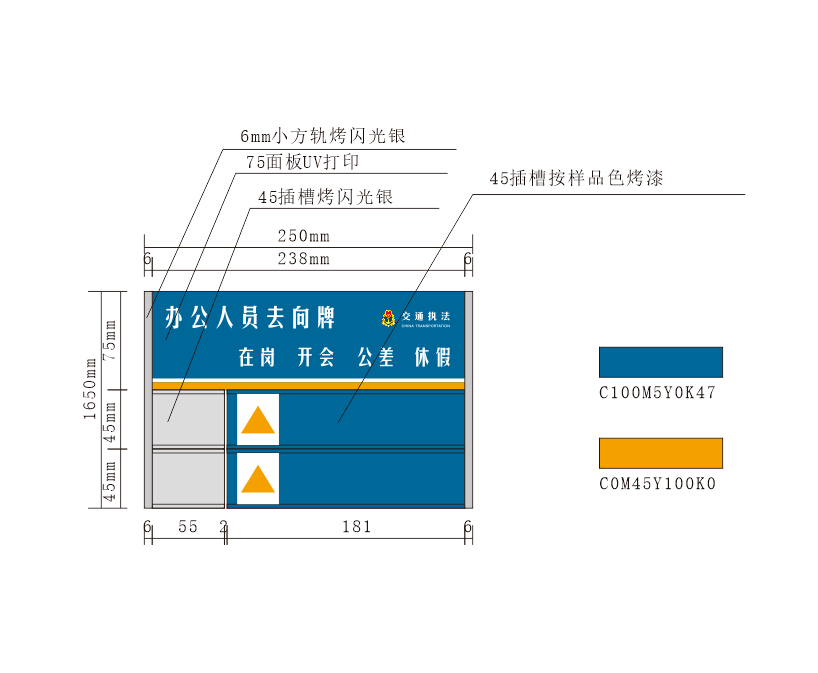 6mm小方轨烤闪光银
75面板UV打印
45插槽烤闪光银
45插槽按样品色烤漆
250mm
6 238mm 6
办公人员去向牌
交通执法
CHINA TRANSPORTATION
在岗 开会 公差 休假
1650mm
75mm
45mm
45mm
6 55 2 181 6
C100M5Y0K47
C0M45Y100K0